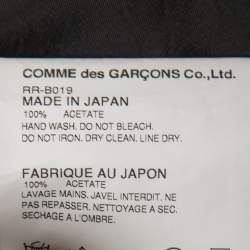 COMME des GARÇONS Co.,Ltd.
RR-B019
MADE IN JAPAN
100% ACETATE
HAND WASH. DO NOT BLEACH.
DO NOT IRON. DRY CLEAN. LINE DRY.
FABRIQUE AU JAPON
100% ACETATE
LAVAGE MAINS. JAVEL INTERDIT. NE
PAS REPASSER. NETTOYAGE A SEC.
SECHAGE A L'OMBRE.